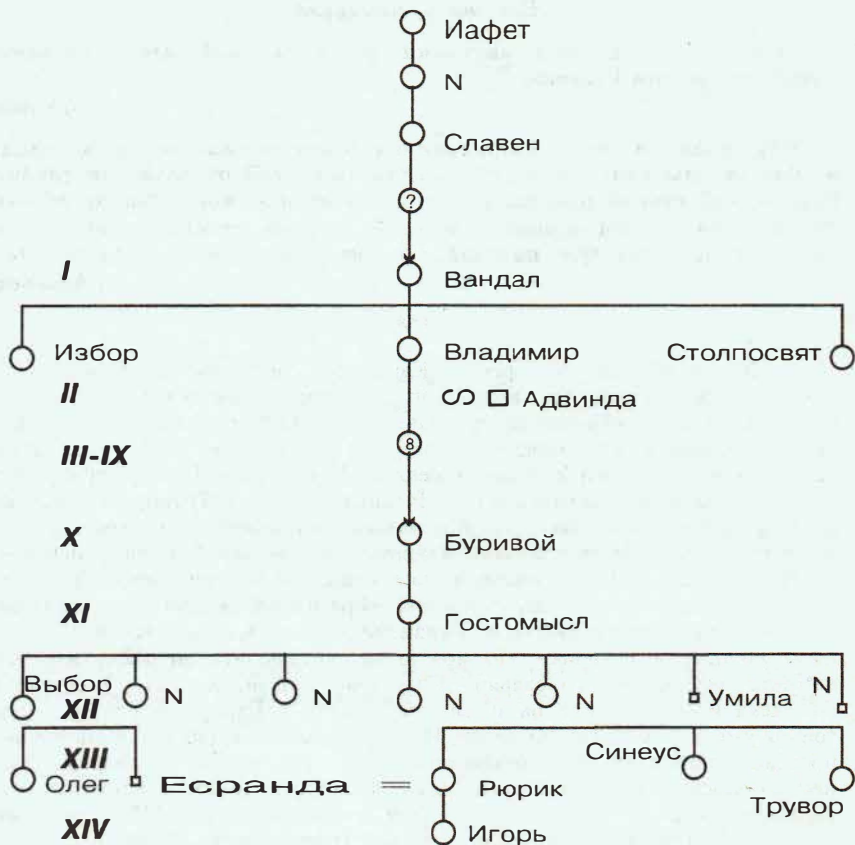 Иафет
N
Славен
?
I Вандал
Избор Владимир Столпосвят
II Адвинда
III-IX 8
X Буривой
XI Гостомысл
Выбор N N N N Умила N
XII
XIII Синеус
Олег Есранда = Рюрик Трувор
XIV Игорь